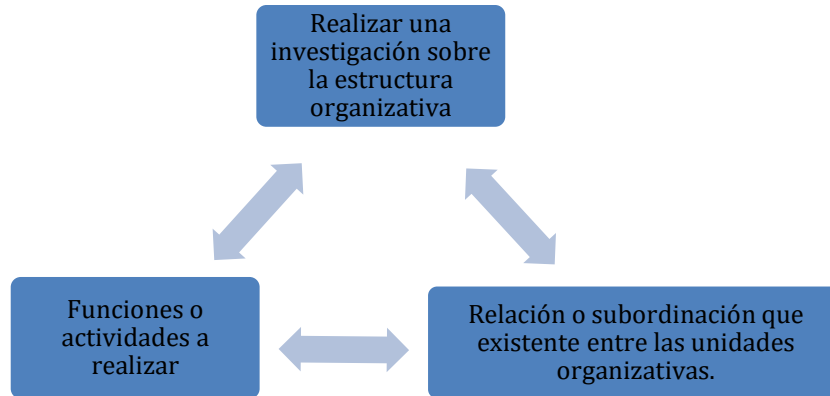 Realizar una
investigación sobre
la estructura
organizativa
Funciones o
actividades a
realizar
Relación o subordinación que
existente entre las unidades
organizativas.